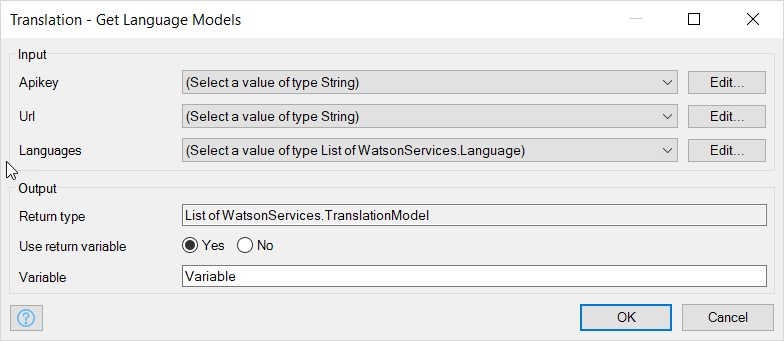 Translation - Get Language Models
Input
Apikey (Select a value of type String) Edit...
Url (Select a value of type String) Edit...
Languages (Select a value of type List of WatsonServices.Language) Edit...
Output
Return type List of WatsonServices.TranslationModel
Use return variable Yes No
Variable Variable
? OK Cancel